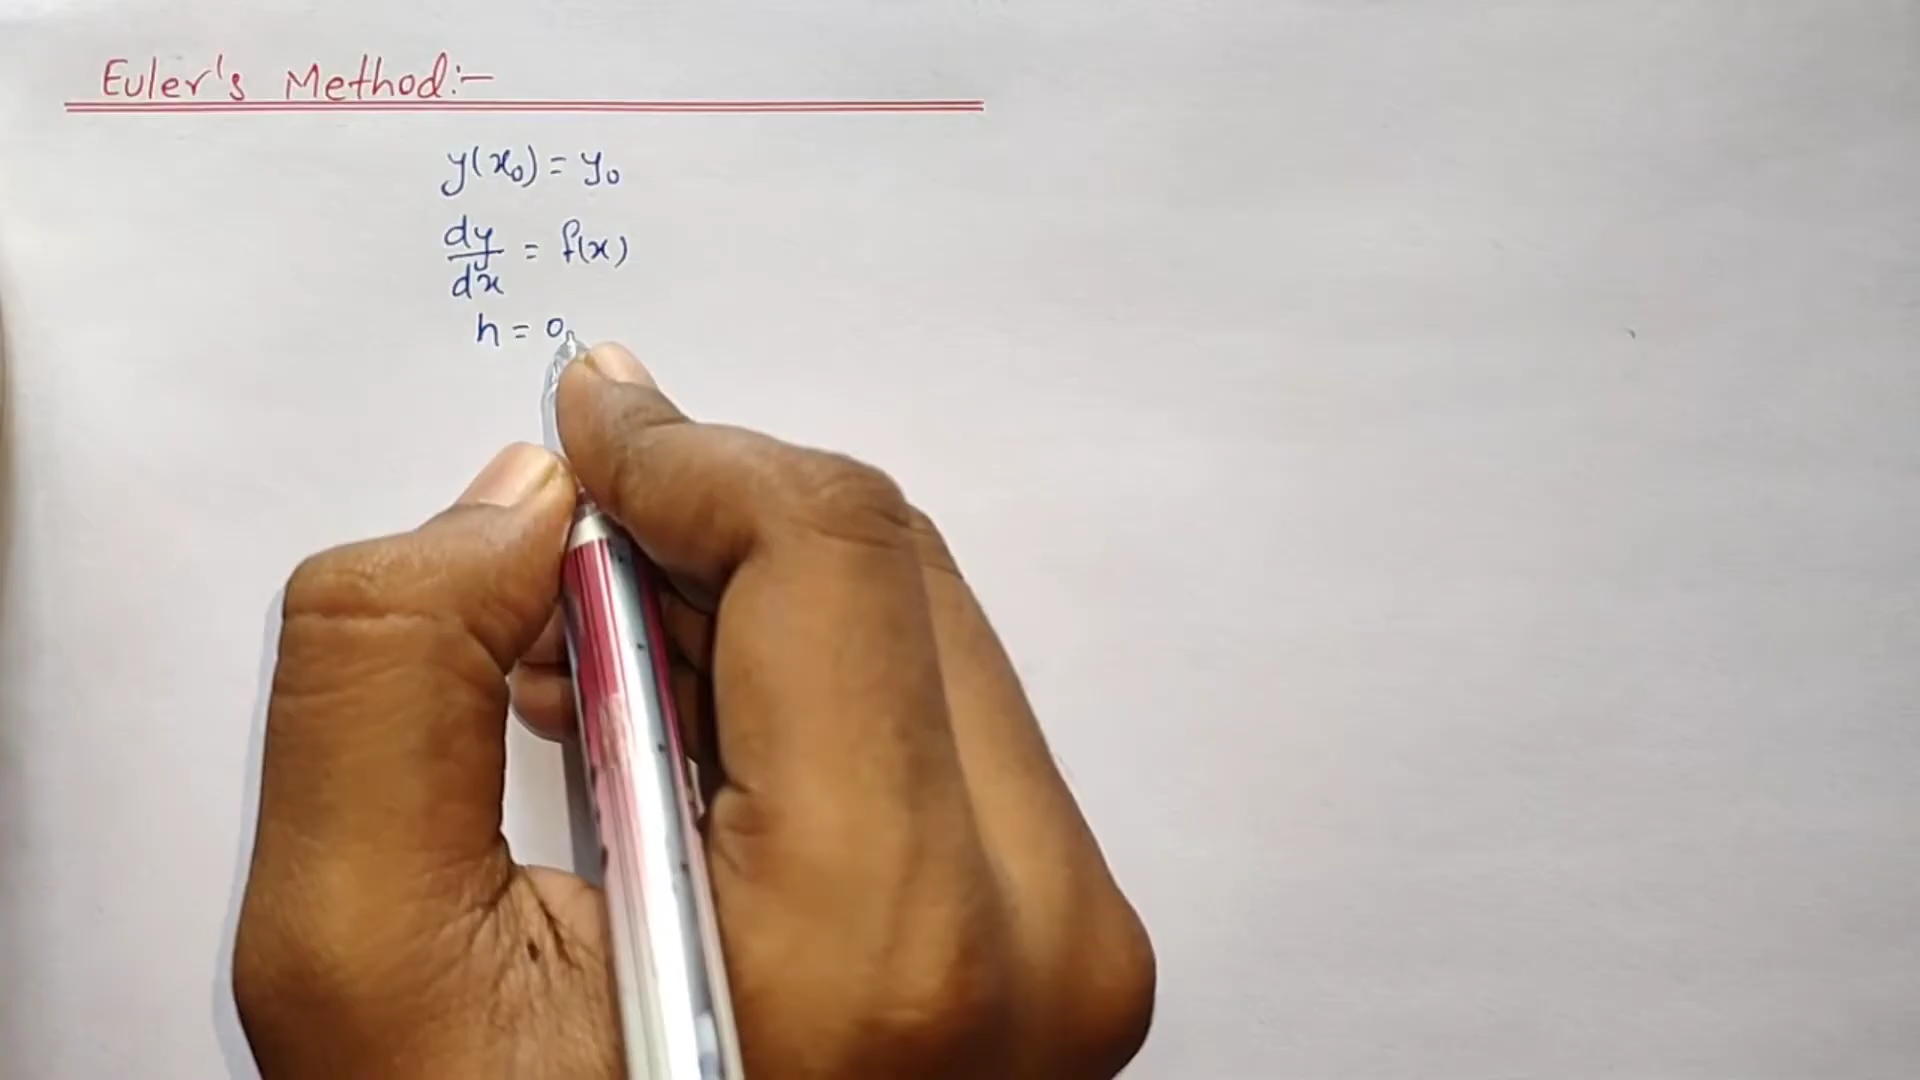 Euler's Method:-
y(x₀) = y₀
dy/dx = f(x)
h = 0